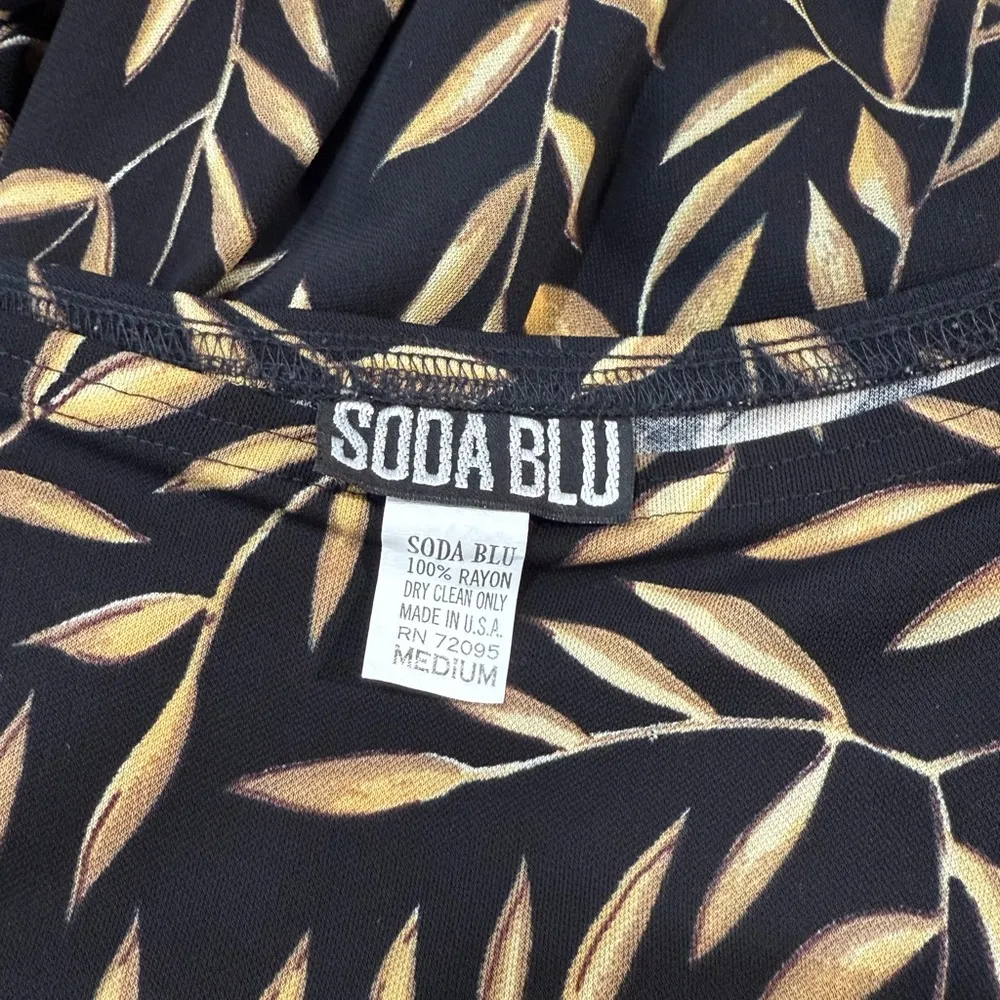 SODA BLU
SODA BLU
100% RAYON
DRY CLEAN ONLY
MADE IN U.S.A.
RN 72095
MEDIUM